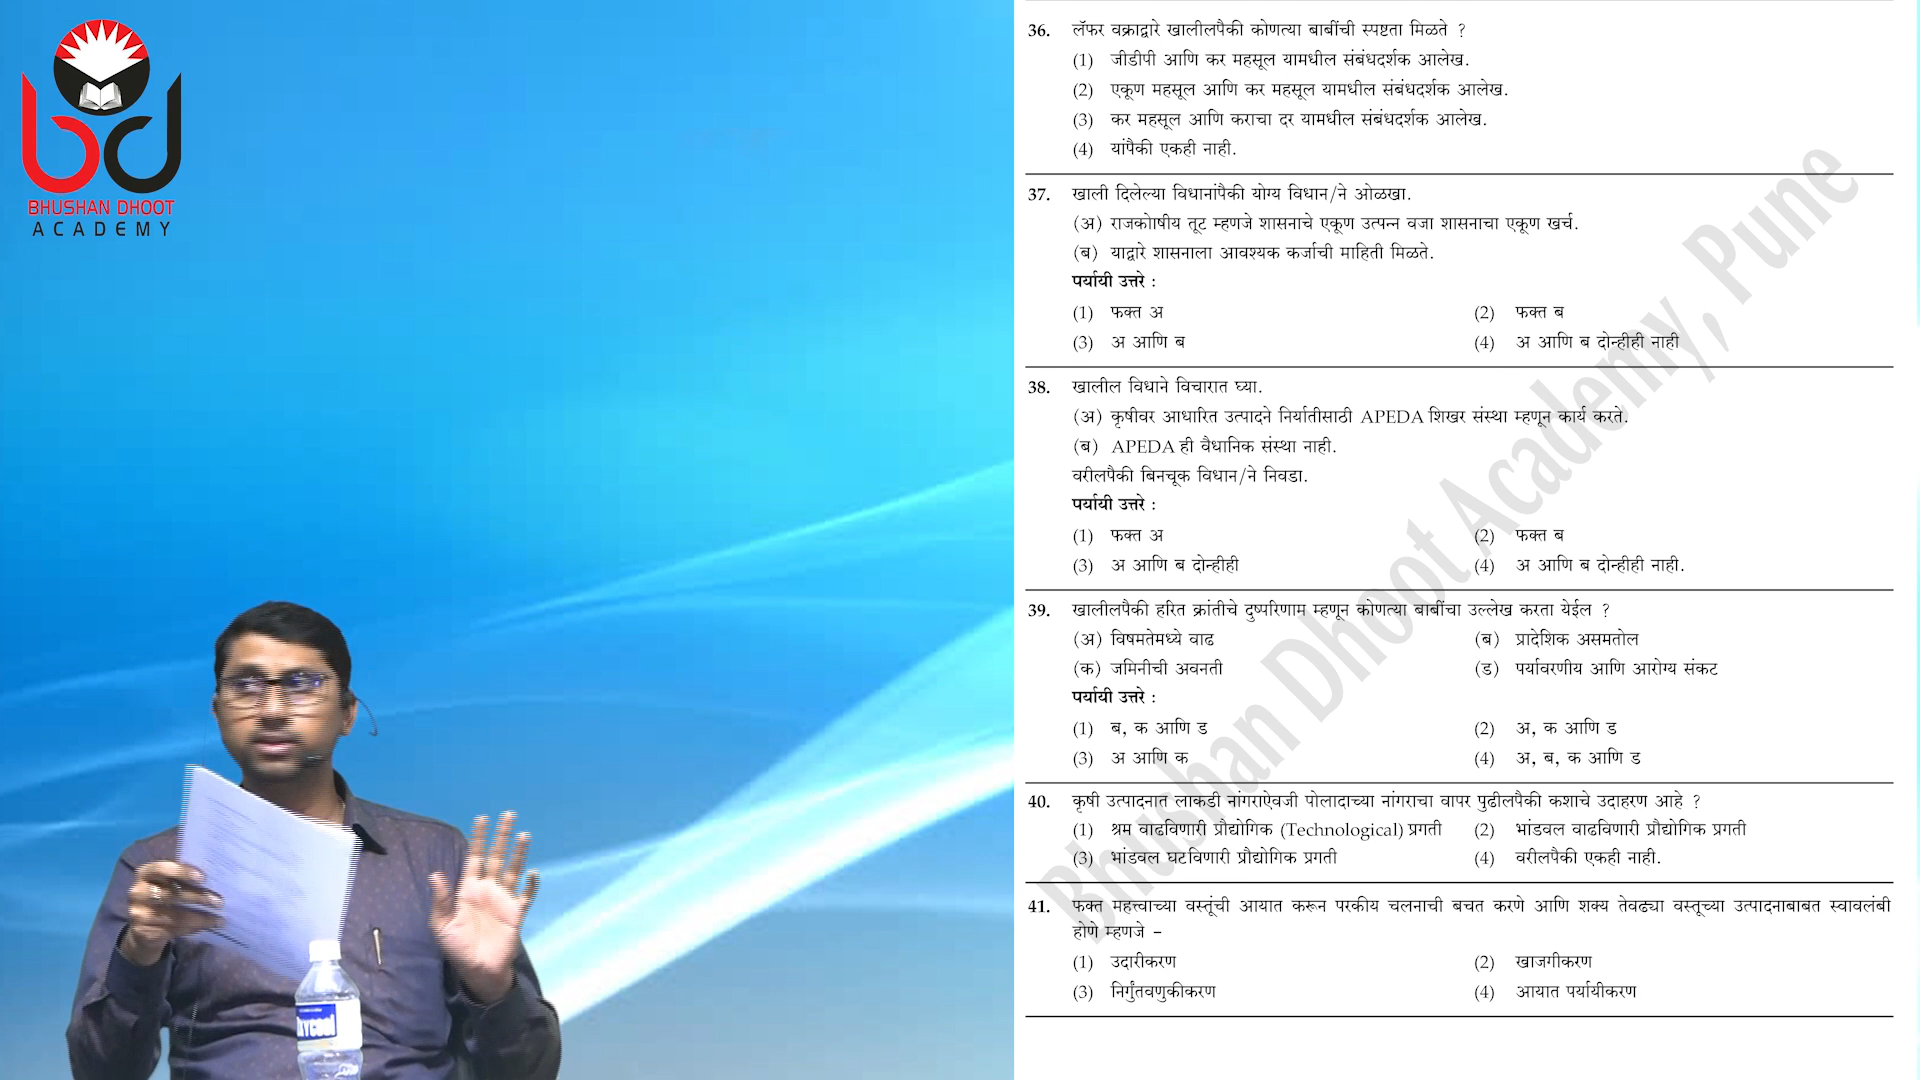 BHUSHAN DHOOT
ACADEMY
36. लॅफर वक्राद्वारे खालीलपैकी कोणत्या बाबींची स्पष्टता मिळते ?
(1) जीडीपी आणि कर महसूल यामधील संबंधदर्शक आलेख.
(2) एकूण महसूल आणि कर महसूल यामधील संबंधदर्शक आलेख.
(3) कर महसूल आणि कराचा दर यामधील संबंधदर्शक आलेख.
(4) यांपैकी एकही नाही.
37. खाली दिलेल्या विधानांपैकी योग्य विधान/ने ओळखा.
(अ) राजकोाषीय तूट म्हणजे शासनाचे एकूण उत्पन्न वजा शासनाचा एकूण खर्च.
(ब) याद्वारे शासनाला आवश्यक कर्जाची माहिती मिळते.
पर्यायी उत्तरे :
(1) फक्त अ (2) फक्त ब
(3) अ आणि ब (4) अ आणि ब दोन्हीही नाही
38. खालील विधाने विचारात घ्या.
(अ) कृषीवर आधारित उत्पादने निर्यातीसाठी APEDA शिखर संस्था म्हणून कार्य करते.
(ब) APEDA ही वैधानिक संस्था नाही.
वरीलपैकी बिनचूक विधान/ने निवडा.
पर्यायी उत्तरे :
(1) फक्त अ (2) फक्त ब
(3) अ आणि ब दोन्हीही (4) अ आणि ब दोन्हीही नाही.
39. खालीलपैकी हरित क्रांतीचे दुष्परिणाम म्हणून कोणत्या बाबींचा उल्लेख करता येईल ?
(अ) विषमतेमध्ये वाढ (ब) प्रादेशिक असमतोल
(क) जमिनीची अवनती (ड) पर्यावरणीय आणि आरोग्य संकट
पर्यायी उत्तरे :
(1) ब, क आणि ड (2) अ, क आणि ड
(3) अ आणि क (4) अ, ब, क आणि ड
40. कृषी उत्पादनात लाकडी नांगराऐवजी पोलादाच्या नांगराचा वापर पुढीलपैकी कशाचे उदाहरण आहे ?
(1) श्रम वाढविणारी प्रौद्योगिक (Technological) प्रगती (2) भांडवल वाढविणारी प्रौद्योगिक प्रगती
(3) भांडवल घटविणारी प्रौद्योगिक प्रगती (4) वरीलपैकी एकही नाही.
41. फक्त महत्त्वाच्या वस्तूंची आयात करून परकीय चलनाची बचत करणे आणि शक्य तेवढ्या वस्तूच्या उत्पादनाबाबत स्वावलंबी
होणे म्हणजे –
(1) उदारीकरण (2) खाजगीकरण
(3) निर्गुंतवणुकीकरण (4) आयात पर्यायीकरण
Bhushan Dhoot Academy, Pune